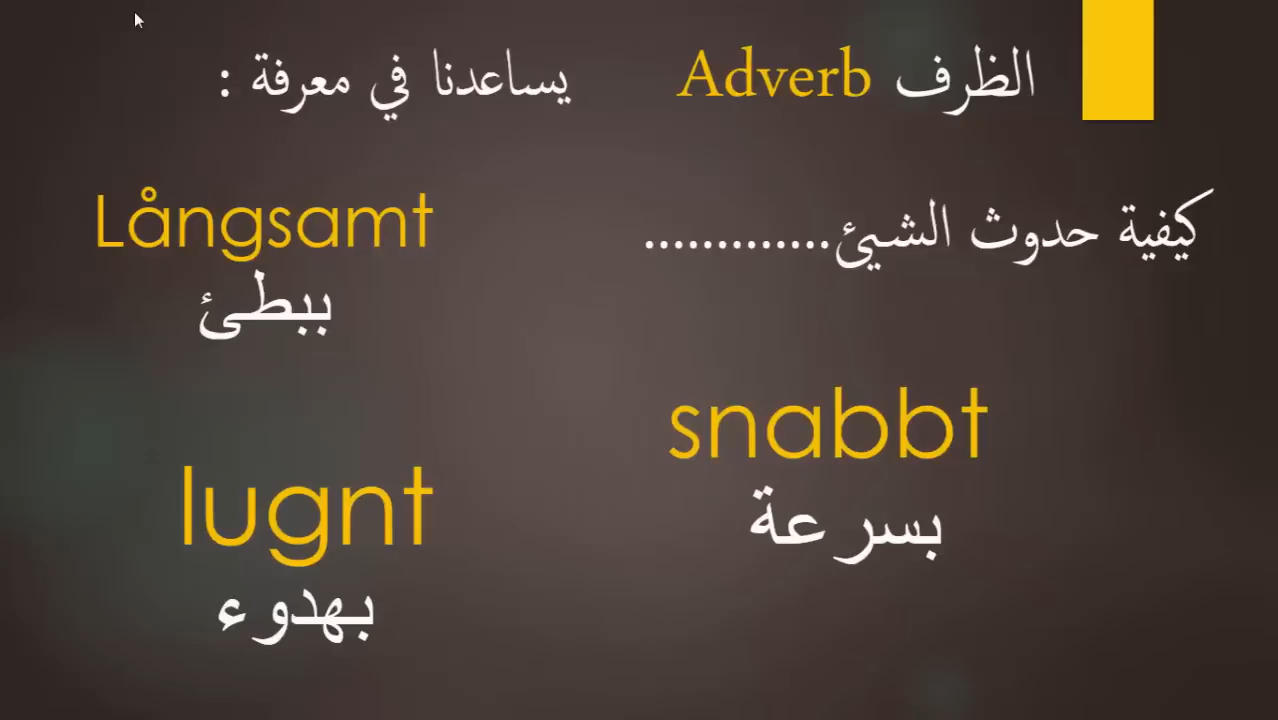 الظرف Adverb يساعدنا في معرفة :
كيفية حدوث الشيئ.............
Långsamt
ببطئ
snabbt
بسرعة
lugnt
بهدوء